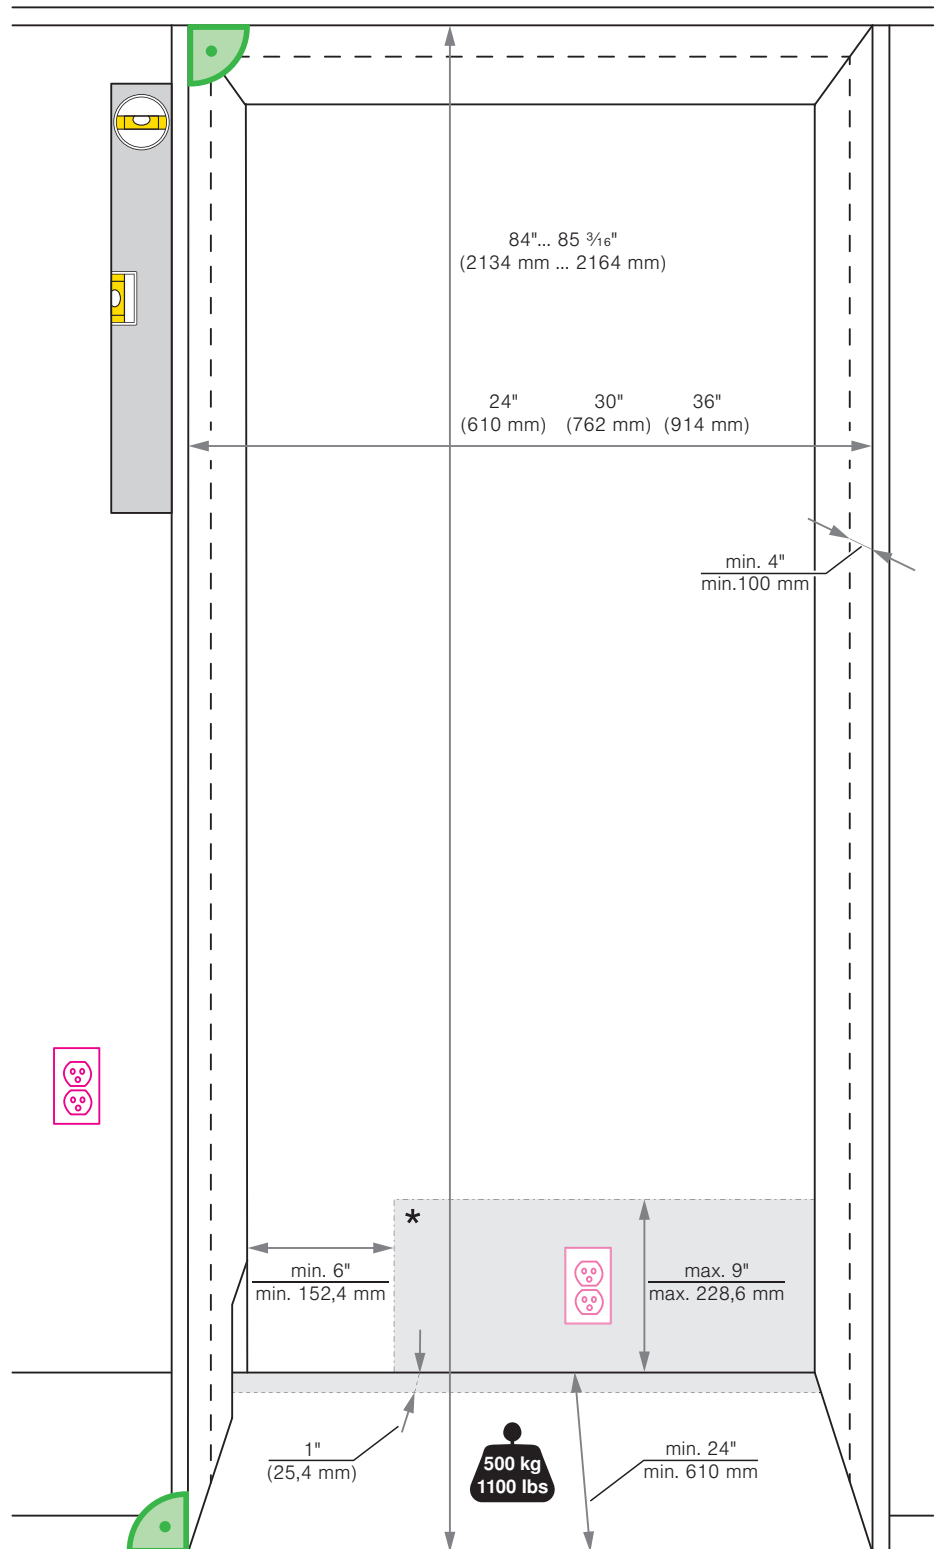 84"... 85 ³⁄₁₆"
(2134 mm ... 2164 mm)
24" 30" 36"
(610 mm) (762 mm) (914 mm)
min. 4"
min.100 mm
*
min. 6"
min. 152,4 mm
max. 9"
max. 228,6 mm
1"
(25,4 mm)
500 kg
1100 lbs
min. 24"
min. 610 mm